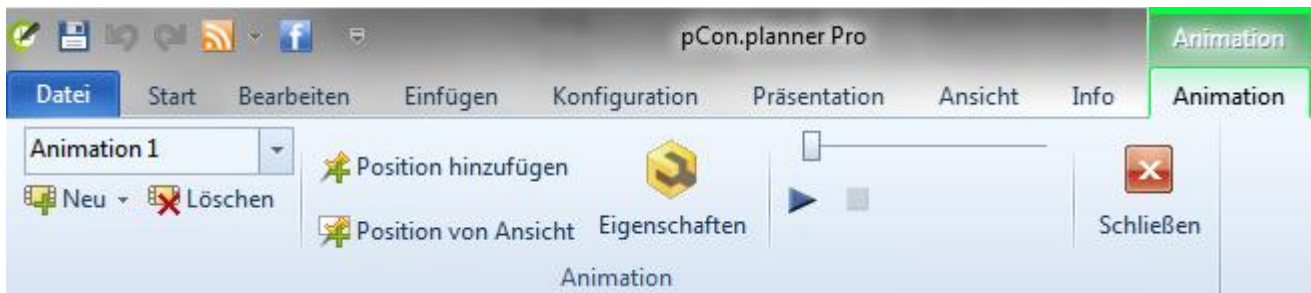 pCon.planner Pro Animation
Datei Start Bearbeiten Einfügen Konfiguration Präsentation Ansicht Info Animation
Animation 1
Position hinzufügen
Neu Löschen
Position von Ansicht Eigenschaften Schließen
Animation